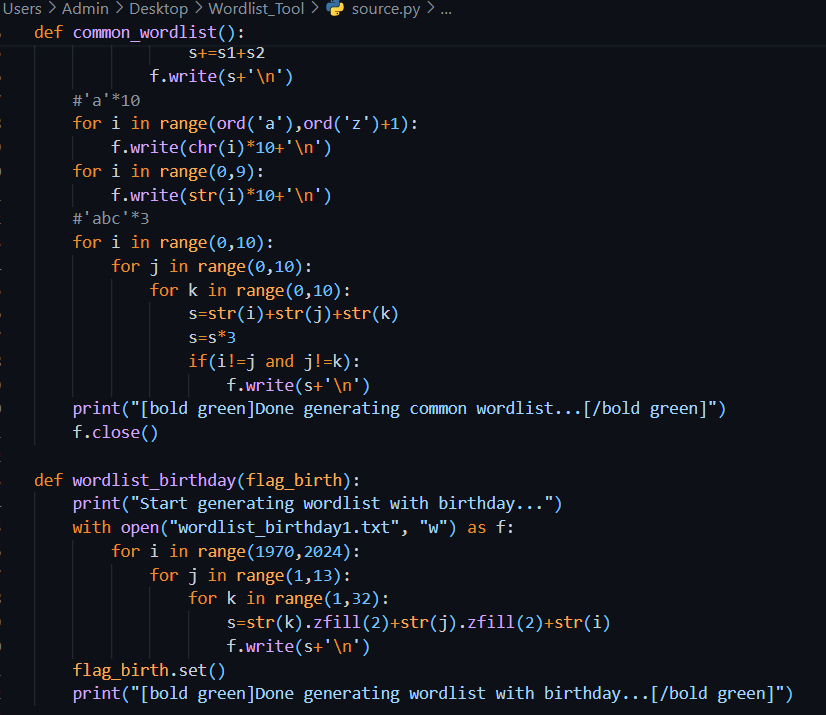 Users > Admin > Desktop > Wordlist_Tool > source.py > ...
def common_wordlist():
s+=s1+s2
f.write(s+'\n')
#'a'*10
for i in range(ord('a'),ord('z')+1):
f.write(chr(i)*10+'\n')
for i in range(0,9):
f.write(str(i)*10+'\n')
#'abc'*3
for i in range(0,10):
for j in range(0,10):
for k in range(0,10):
s=str(i)+str(j)+str(k)
s=s*3
if(i!=j and j!=k):
f.write(s+'\n')
print("[bold green]Done generating common wordlist...[/bold green]")
f.close()
def wordlist_birthday(flag_birth):
print("Start generating wordlist with birthday...")
with open("wordlist_birthday1.txt", "w") as f:
for i in range(1970,2024):
for j in range(1,13):
for k in range(1,32):
s=str(k).zfill(2)+str(j).zfill(2)+str(i)
f.write(s+'\n')
flag_birth.set()
print("[bold green]Done generating wordlist with birthday...[/bold green]")